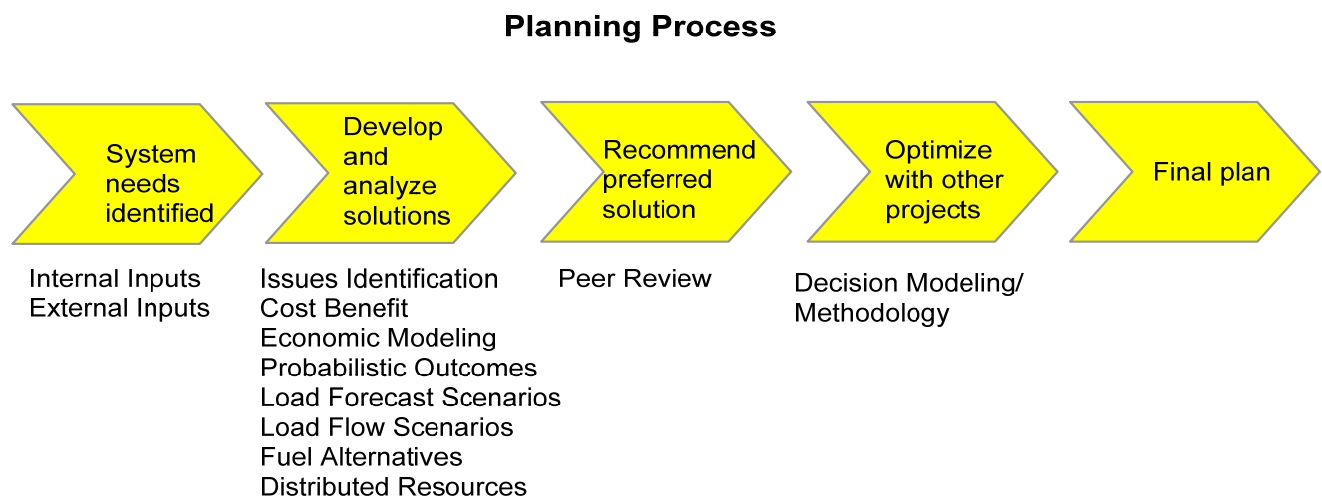 Planning Process
System
needs
identified
Develop
and
analyze
solutions
Recommend
preferred
solution
Optimize
with other
projects
Final plan
Internal Inputs
External Inputs
Issues Identification
Cost Benefit
Economic Modeling
Probabilistic Outcomes
Load Forecast Scenarios
Load Flow Scenarios
Fuel Alternatives
Distributed Resources
Peer Review
Decision Modeling/
Methodology